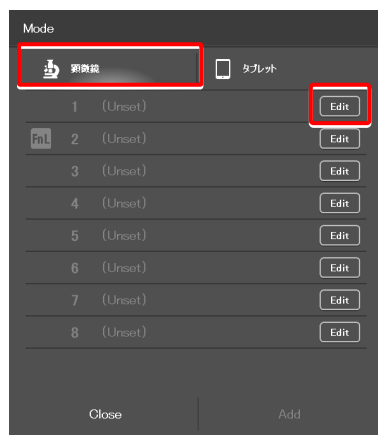 Mode
顕微鏡 タブレット
1 (Unset) Edit
FnL 2 (Unset) Edit
3 (Unset) Edit
4 (Unset) Edit
5 (Unset) Edit
6 (Unset) Edit
7 (Unset) Edit
8 (Unset) Edit
Close Add